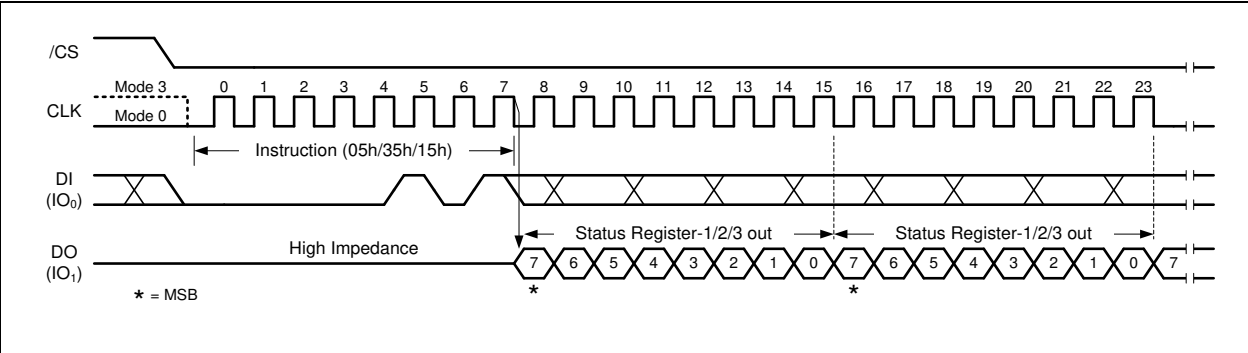 /CS
Mode 3 0 1 2 3 4 5 6 7 8 9 10 11 12 13 14 15 16 17 18 19 20 21 22 23
CLK
Mode 0
Instruction (05h/35h/15h)
DI
(IO₀)
Status Register-1/2/3 out Status Register-1/2/3 out
High Impedance
DO
(IO₁)
7 6 5 4 3 2 1 0 7 6 5 4 3 2 1 0 7
* *
* = MSB